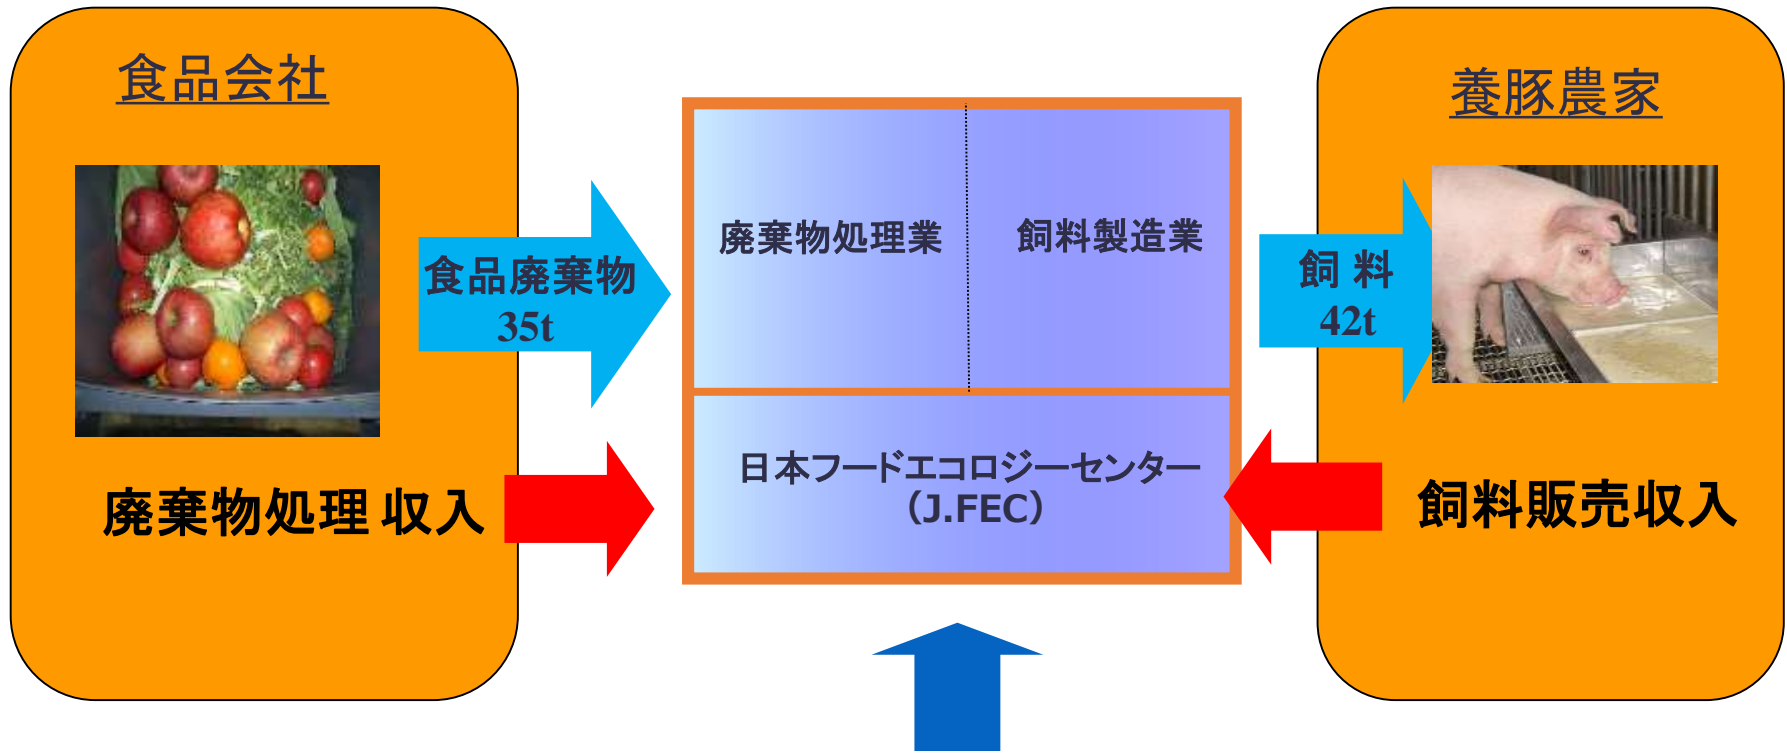 食品会社
養豚農家
廃棄物処理業
飼料製造業
食品廃棄物
35t
飼 料
42t
日本フードエコロジーセンター
（J.FEC）
廃棄物処理 収入
飼料販売収入